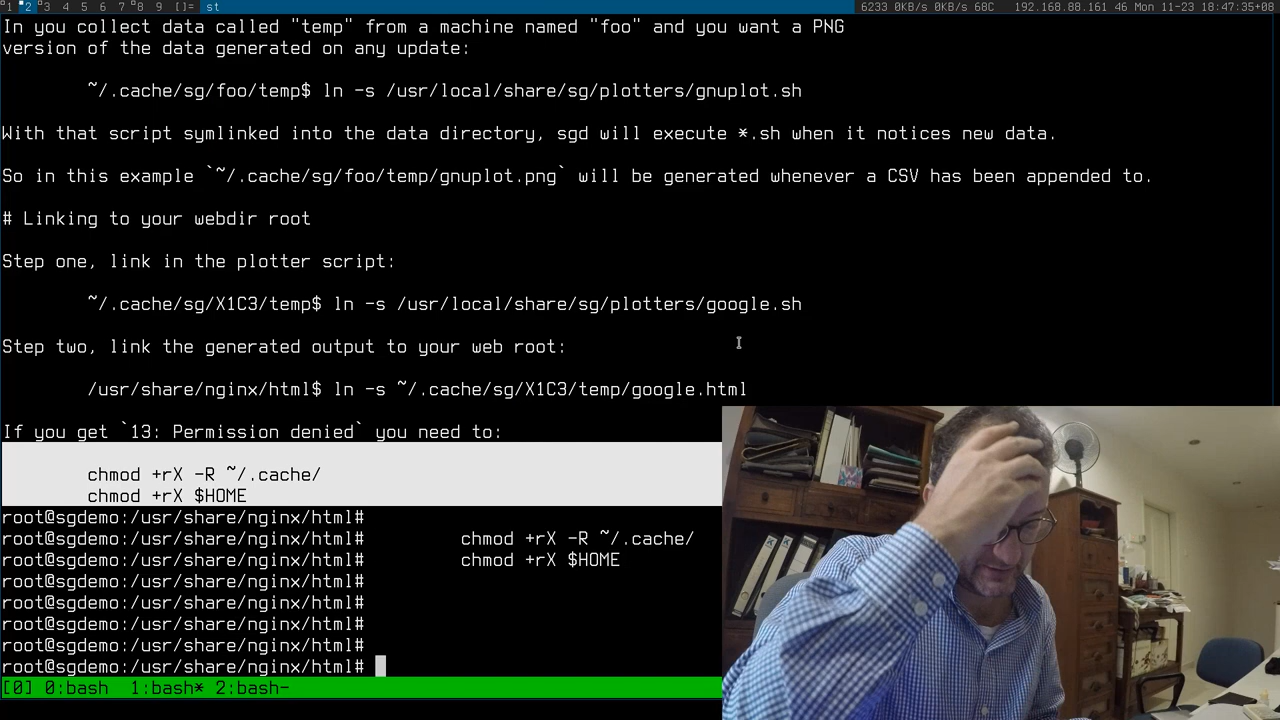 1 2 3 4 5 6 7 8 9 []= st 6233 0KB/s 0KB/s 68C 192.168.88.161 46 Mon 11-23 18:47:35+08
In you collect data called "temp" from a machine named "foo" and you want a PNG
version of the data generated on any update:
~/.cache/sg/foo/temp$ ln -s /usr/local/share/sg/plotters/gnuplot.sh
With that script symlinked into the data directory, sgd will execute *.sh when it notices new data.
So in this example `~/.cache/sg/foo/temp/gnuplot.png` will be generated whenever a CSV has been appended to.
# Linking to your webdir root
Step one, link in the plotter script:
~/.cache/sg/X1C3/temp$ ln -s /usr/local/share/sg/plotters/google.sh
Step two, link the generated output to your web root:
/usr/share/nginx/html$ ln -s ~/.cache/sg/X1C3/temp/google.html
If you get `13: Permission denied` you need to:
chmod +rX -R ~/.cache/
chmod +rX $HOME
root@sgdemo:/usr/share/nginx/html#
root@sgdemo:/usr/share/nginx/html# chmod +rX -R ~/.cache/
root@sgdemo:/usr/share/nginx/html# chmod +rX $HOME
root@sgdemo:/usr/share/nginx/html#
root@sgdemo:/usr/share/nginx/html#
root@sgdemo:/usr/share/nginx/html#
root@sgdemo:/usr/share/nginx/html#
root@sgdemo:/usr/share/nginx/html#
[0] 0:bash 1:bash* 2:bash-